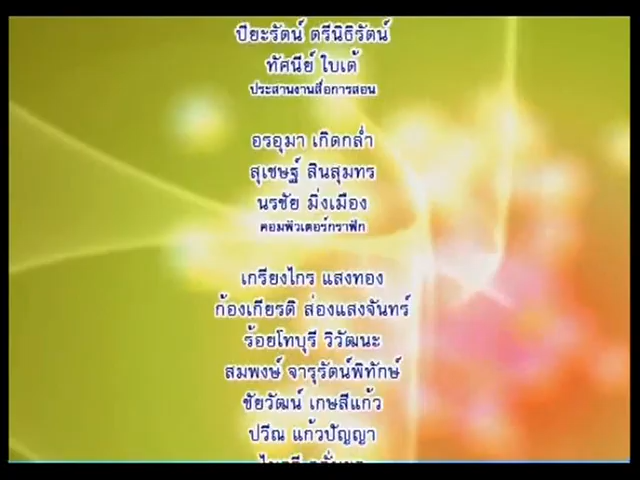 ปิยะรัตน์ ตรีนิธิรัตน์
ทัศนีย์ ใบเต้
ประสานงานสื่อการสอน
อรอุมา เกิดกล่ำ
สุเชษฐ์ สินสุมทร
นรชัย มิ่งเมือง
คอมพิวเตอร์กราฟิก
เกรียงไกร แสงทอง
ก้องเกียรติ ส่องแสงจันทร์
ร้อยโทบุรี วิวัฒนะ
สมพงษ์ จารุรัตน์พิทักษ์
ชัยวัฒน์ เกษสีแก้ว
ปวีณ แก้วปัญญา